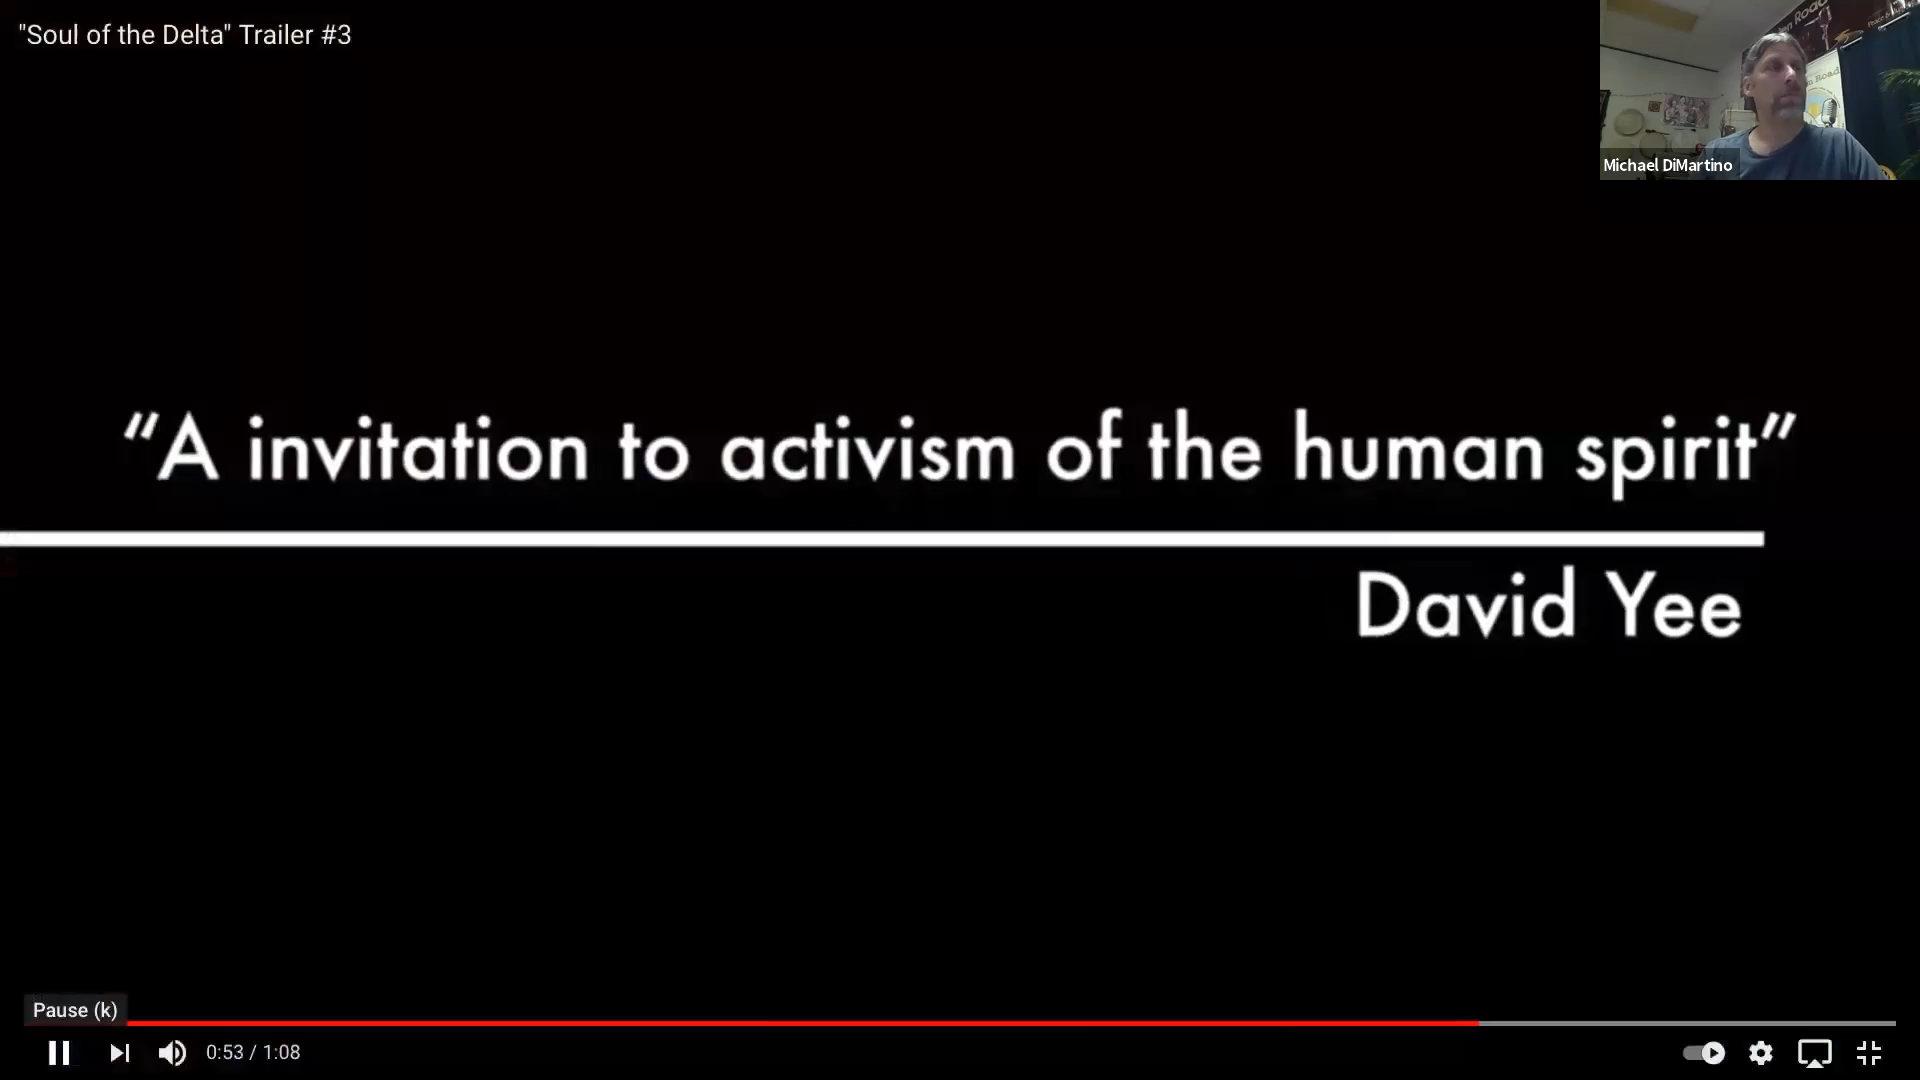 "Soul of the Delta" Trailer #3
Michael DiMartino
“A invitation to activism of the human spirit”
David Yee
Pause (k)
0:53 / 1:08